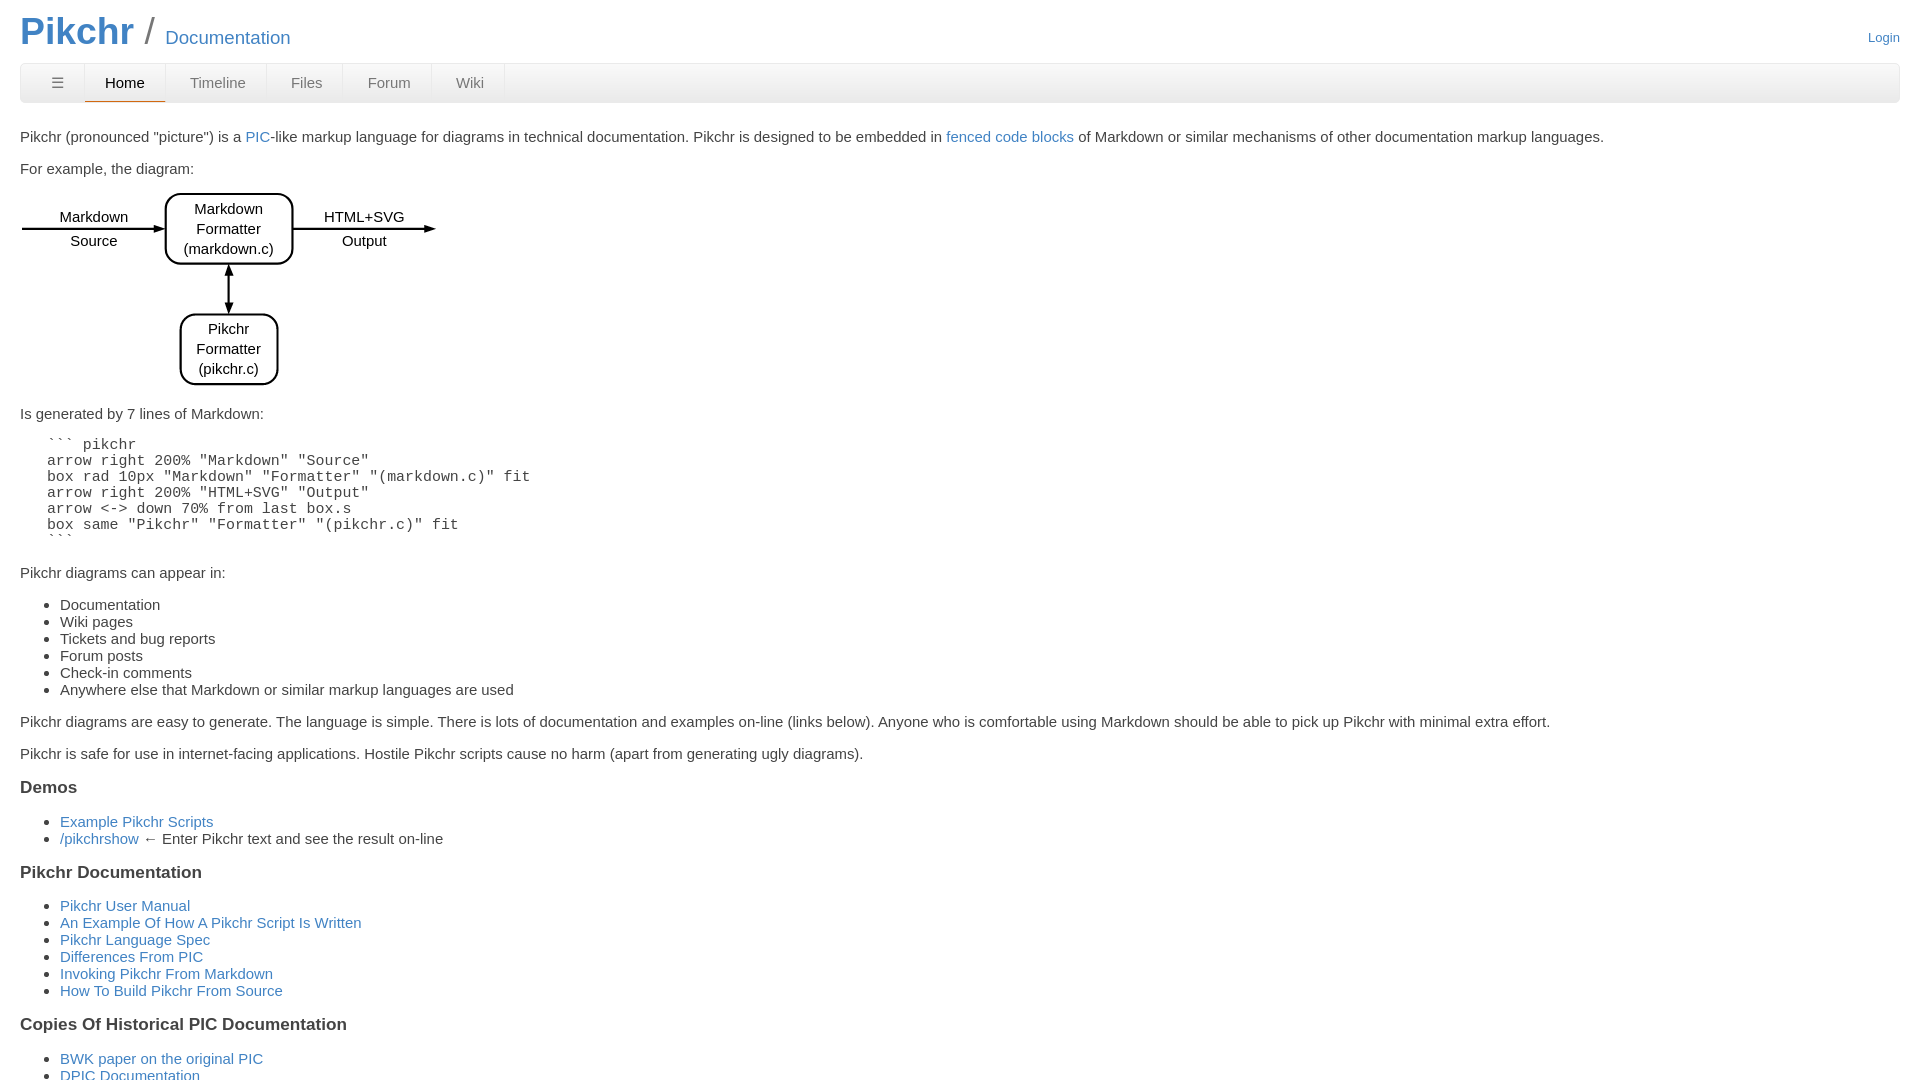 Pikchr / Documentation
Login
☰ Home Timeline Files Forum Wiki
Pikchr (pronounced "picture") is a PIC-like markup language for diagrams in technical documentation. Pikchr is designed to be embedded in fenced code blocks of Markdown or similar mechanisms of other documentation markup languages.
For example, the diagram:
Markdown
Source
Markdown
Formatter
(markdown.c)
HTML+SVG
Output
Pikchr
Formatter
(pikchr.c)
Is generated by 7 lines of Markdown:
``` pikchr
arrow right 200% "Markdown" "Source"
box rad 10px "Markdown" "Formatter" "(markdown.c)" fit
arrow right 200% "HTML+SVG" "Output"
arrow <-> down 70% from last box.s
box same "Pikchr" "Formatter" "(pikchr.c)" fit
```
Pikchr diagrams can appear in:
• Documentation
• Wiki pages
• Tickets and bug reports
• Forum posts
• Check-in comments
• Anywhere else that Markdown or similar markup languages are used
Pikchr diagrams are easy to generate. The language is simple. There is lots of documentation and examples on-line (links below). Anyone who is comfortable using Markdown should be able to pick up Pikchr with minimal extra effort.
Pikchr is safe for use in internet-facing applications. Hostile Pikchr scripts cause no harm (apart from generating ugly diagrams).
Demos
• Example Pikchr Scripts
• /pikchrshow ← Enter Pikchr text and see the result on-line
Pikchr Documentation
• Pikchr User Manual
• An Example Of How A Pikchr Script Is Written
• Pikchr Language Spec
• Differences From PIC
• Invoking Pikchr From Markdown
• How To Build Pikchr From Source
Copies Of Historical PIC Documentation
• BWK paper on the original PIC
• DPIC Documentation